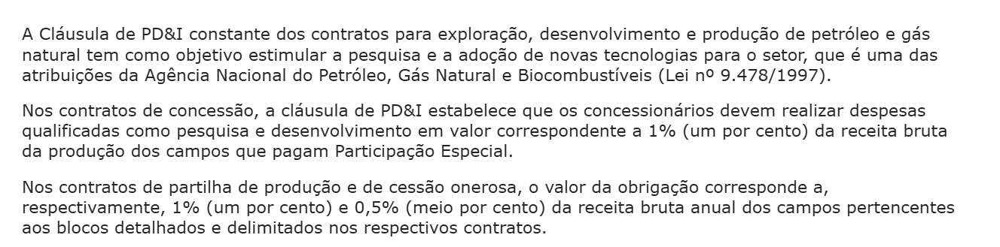 A Cláusula de PD&I constante dos contratos para exploração, desenvolvimento e produção de petróleo e gás
natural tem como objetivo estimular a pesquisa e a adoção de novas tecnologias para o setor, que é uma das
atribuições da Agência Nacional do Petróleo, Gás Natural e Biocombustíveis (Lei nº 9.478/1997).
Nos contratos de concessão, a cláusula de PD&I estabelece que os concessionários devem realizar despesas
qualificadas como pesquisa e desenvolvimento em valor correspondente a 1% (um por cento) da receita bruta
da produção dos campos que pagam Participação Especial.
Nos contratos de partilha de produção e de cessão onerosa, o valor da obrigação corresponde a,
respectivamente, 1% (um por cento) e 0,5% (meio por cento) da receita bruta anual dos campos pertencentes
aos blocos detalhados e delimitados nos respectivos contratos.